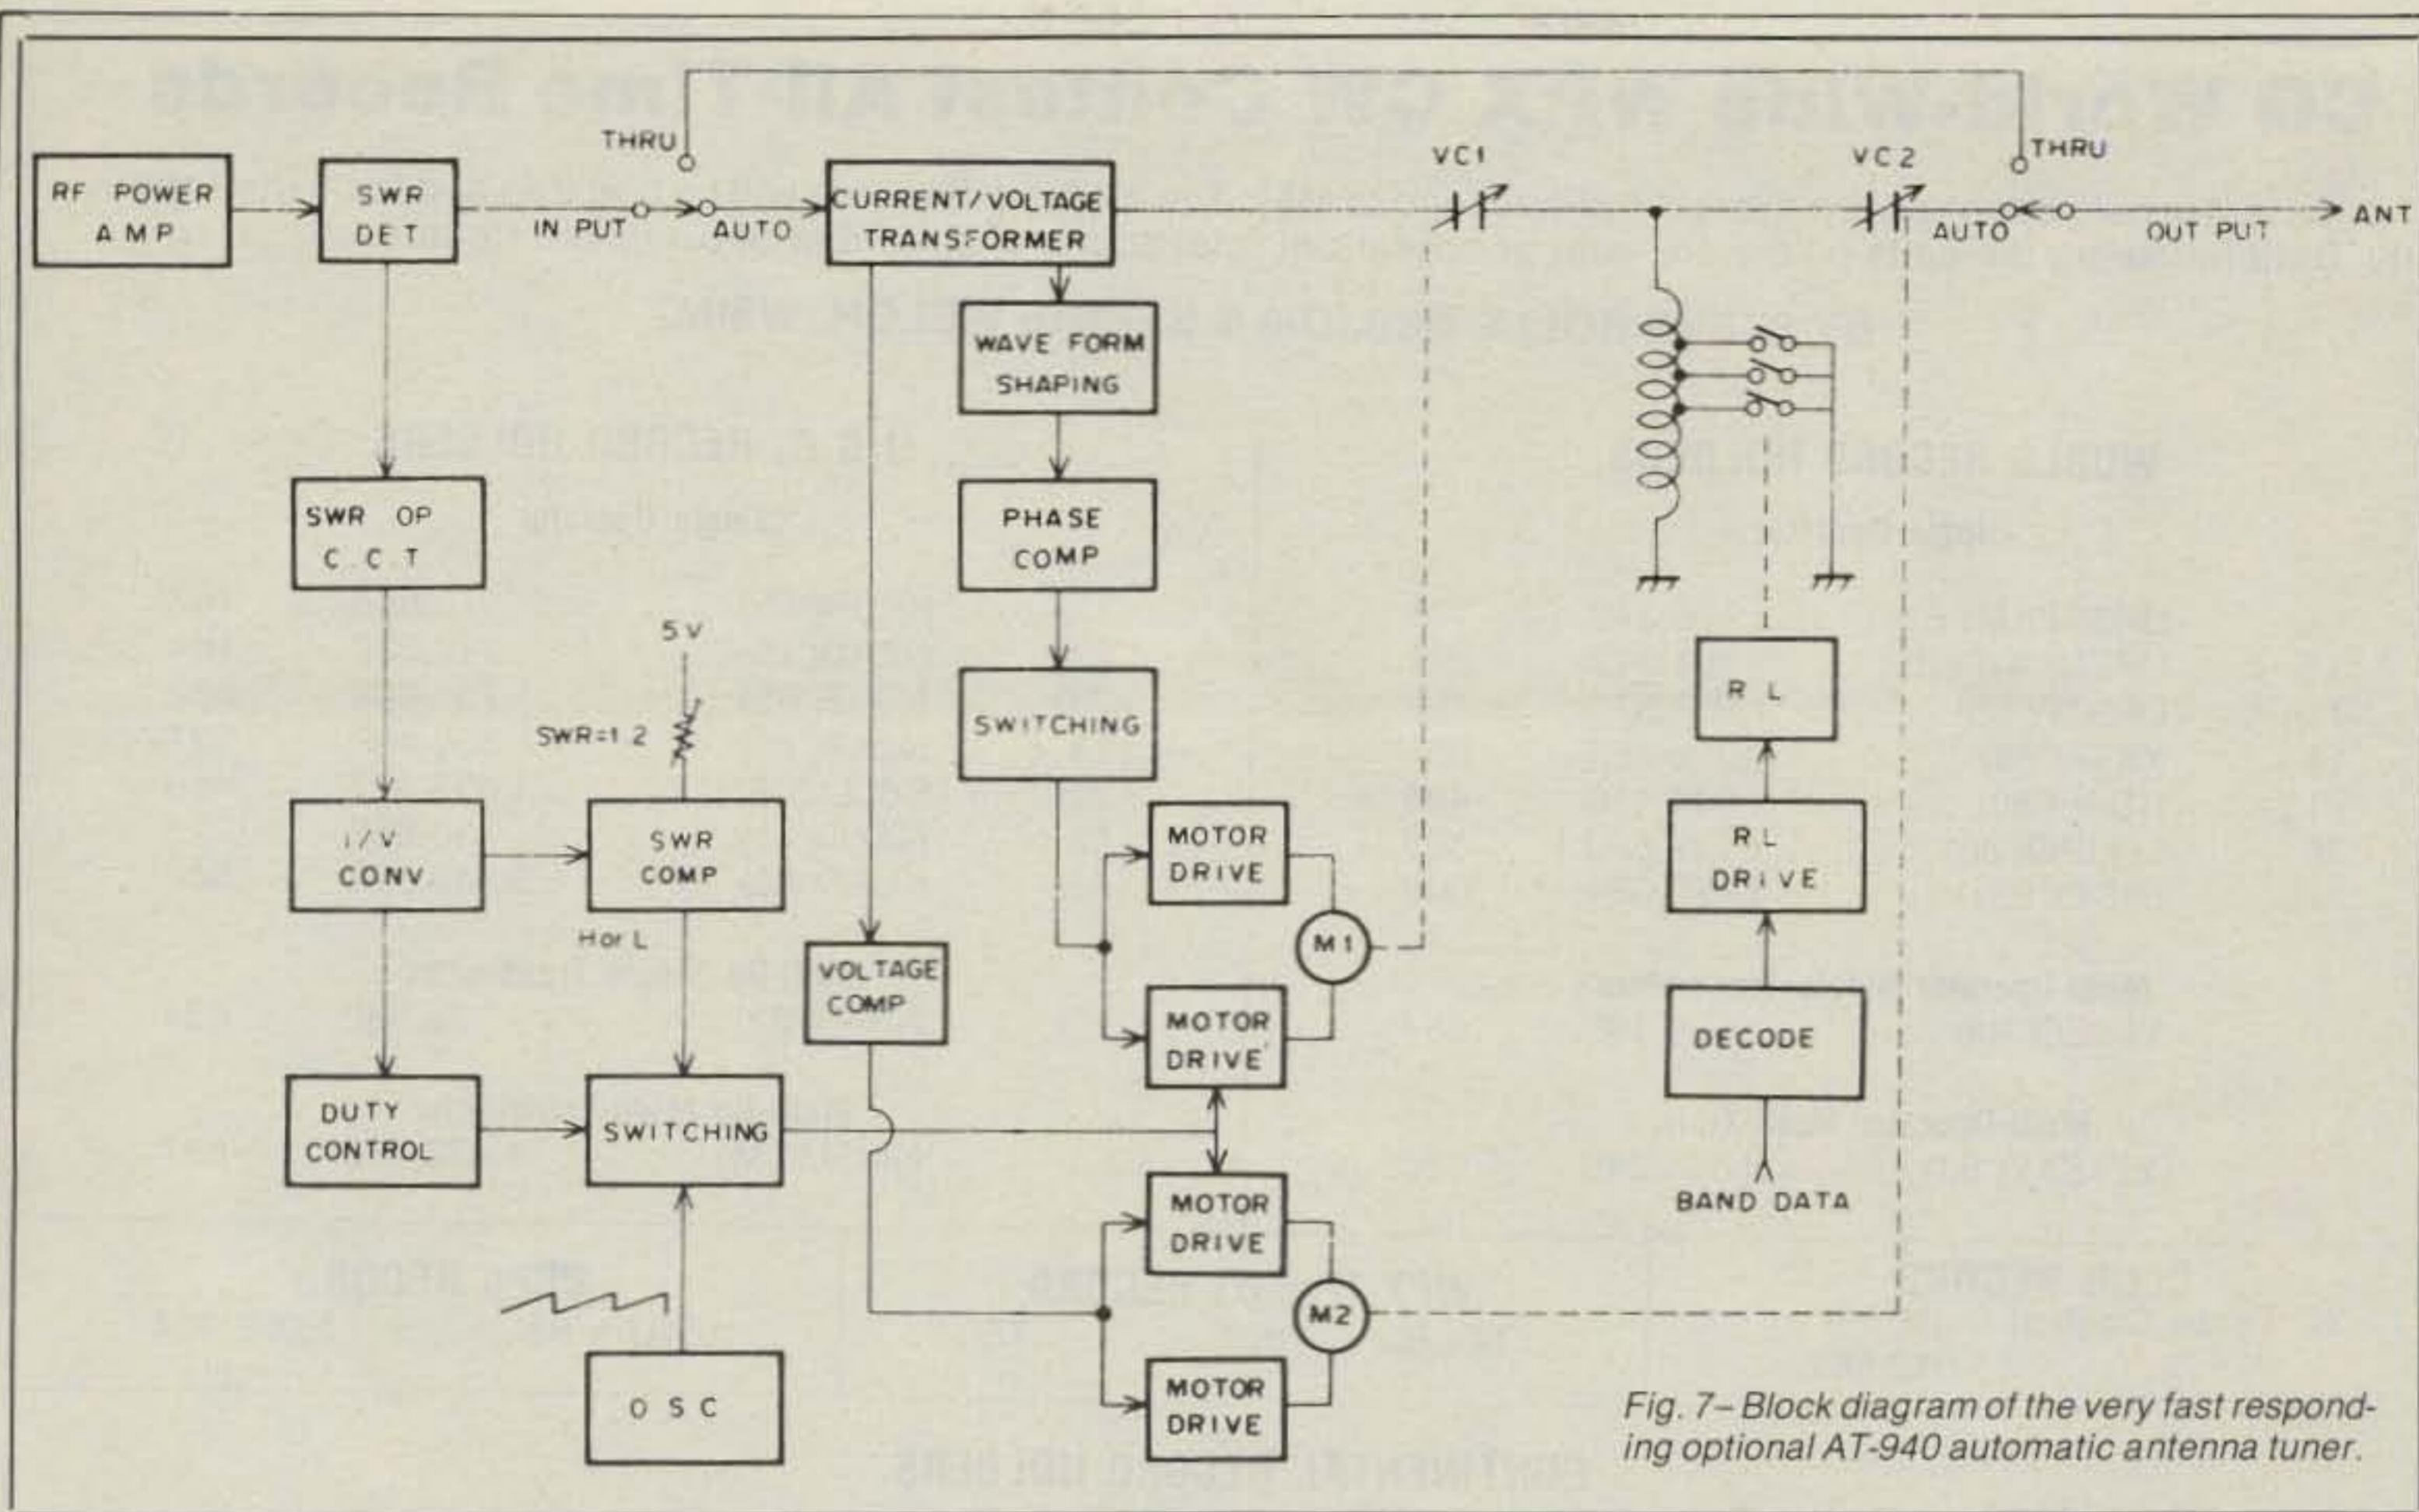 THRU
VC1
VC2
THRU
RF POWER
AMP
SWR
DET
IN PUT
AUTO
CURRENT/VOLTAGE
TRANSFORMER
AUTO
OUT PUT
ANT
WAVE FORM
SHAPING
SWR OP
C C T
PHASE
COMP
5 V
SWR=1 2
SWITCHING
R L
I/V
CONV
SWR
COMP
MOTOR
DRIVE
RL
DRIVE
H or L
M1
VOLTAGE
COMP
MOTOR
DRIVE
DECODE
DUTY
CONTROL
SWITCHING
BAND DATA
MOTOR
DRIVE
M2
MOTOR
DRIVE
O S C
Fig. 7– Block diagram of the very fast respond-
ing optional AT-940 automatic antenna tuner.